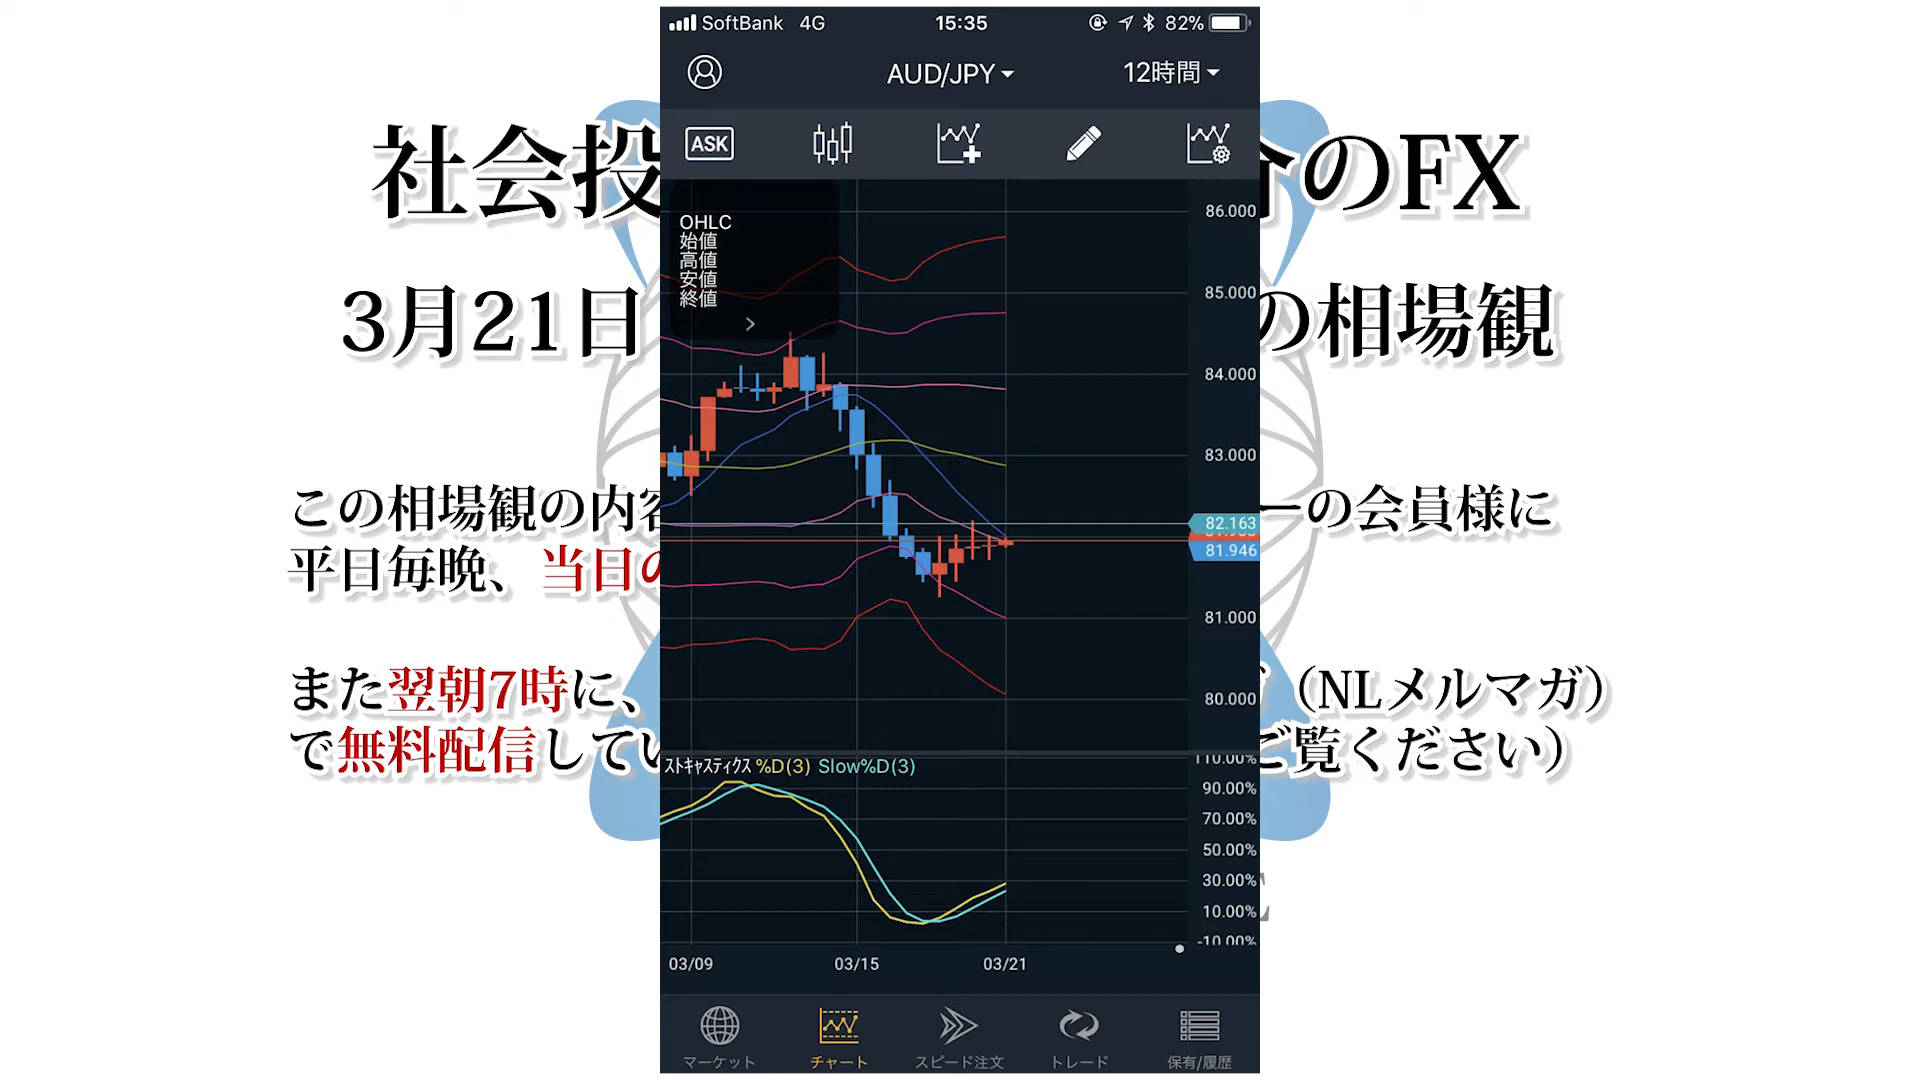 SoftBank 4G 15:35 82%
AUD/JPY 12時間
ASK
社会投 介のFX
3月21日 の相場観
この相場観の内容 ーの会員様に
平日毎晩、当日の
また翌朝7時に、 (NLメルマガ)
で無料配信してい ご覧ください)
OHLC
始値
高値
安値
終値
86.000
85.000
84.000
83.000
82.163
81.946
81.000
80.000
ストキャスティクス %D(3) Slow%D(3)
110.00%
90.00%
70.00%
50.00%
30.00%
10.00%
-10.00%
03/09 03/15 03/21
マーケット チャート スピード注文 トレード 保有/履歴